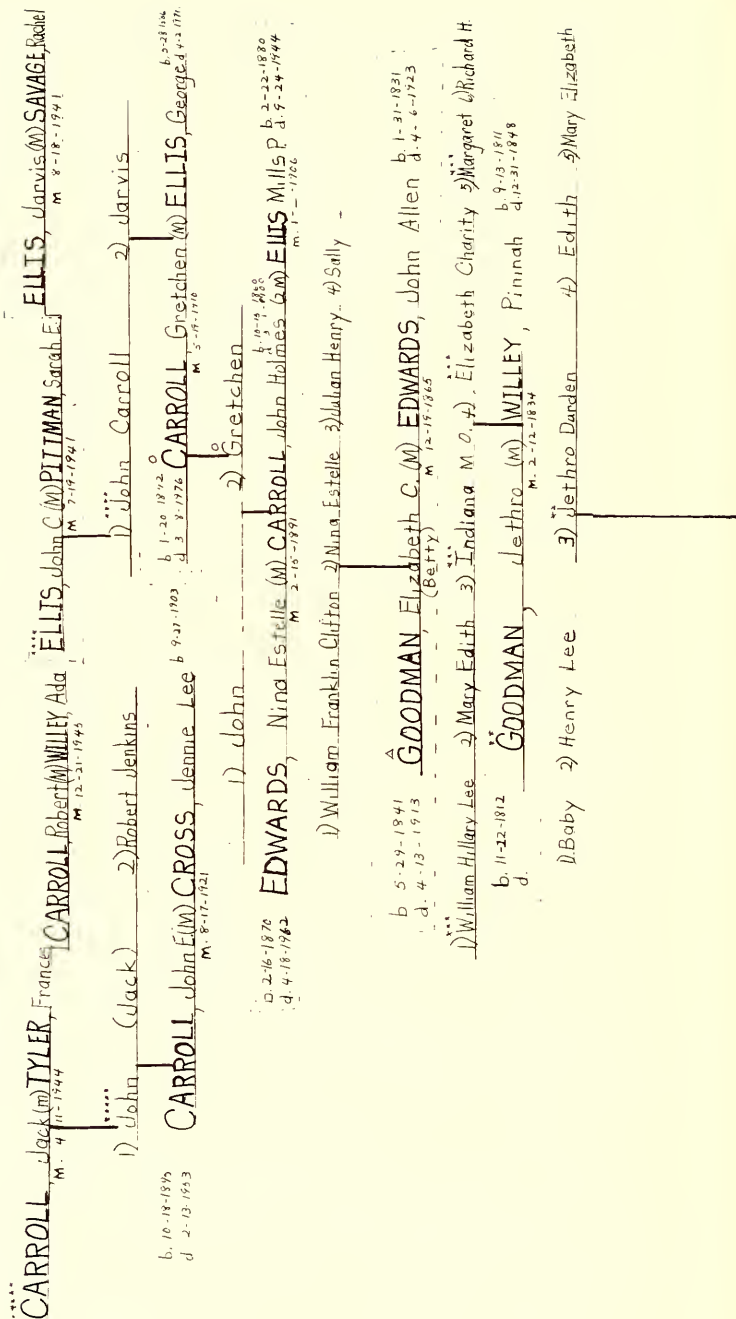 CARROLL, Jack (m) TYLER, Frances CARROLL, Robert (M) WILLEY, Ada ELLIS, John C (M) PITTMAN, Sarah E. ELLIS, Jarvis (M) SAVAGE, Rachel
M. 4 11-1944 M. 12-21-1945 M 7-19-1941 M 8-18-1941
1) John (Jack) 2) Robert Jenkins 1) John Carroll 2) Jarvis
b. 10-18-1895 d 2-13-1953 CARROLL, John E. (M) CROSS, Jennie Lee b 9-27-1903 b 1-20 1892 d 3 8-1976 CARROLL Gretchen (M) ELLIS, George
M. 8-17-1921 M 5-19-1910
1) John 2) Gretchen
b. 2-16-1870 d. 4-18-1962 EDWARDS, Nina Estelle (M) CARROLL, John Holmes (2M) ELLIS Mills P b. 2-22-1880 d. 9-24-1944
M 2-15-1891
1) William Franklin Clifton 2) Nina Estelle 3) Juhan Henry 4) Sally
b 5-29-1841 d. 4-13-1913 GOODMAN, Elizabeth C. (M) EDWARDS, John Allen b. 1-31-1831 d. 4-6-1923
(Betty) M 12-19-1865
1) William Hillary Lee 2) Mary Edith 3) Indiana M O. 4) Elizabeth Charity 5) Margaret 6) Richard H.
b. 11-22-1812 d. GOODMAN, Jethro (M) WILLEY, Pininah b. 9-13-1811 d. 12-31-1848
M. 2-12-1834
1) Baby 2) Henry Lee 3) Jethro Darden 4) Edith 5) Mary Elizabeth